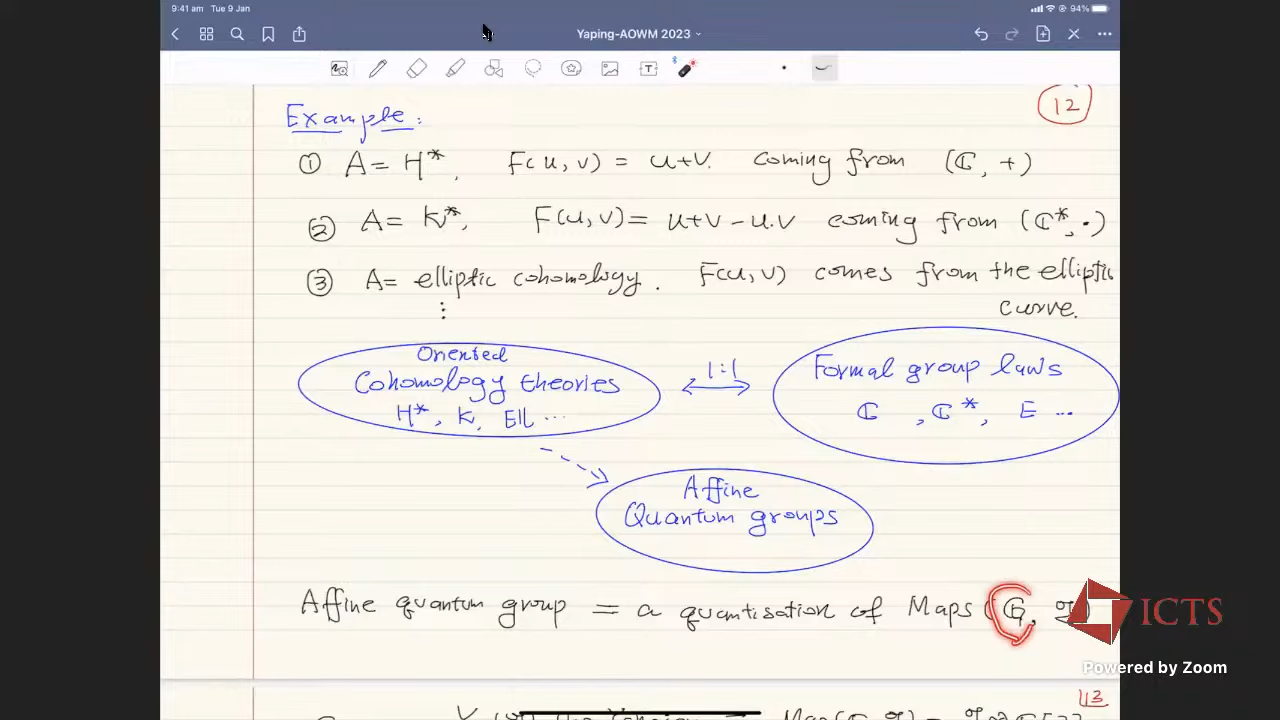 9:41 am Tue 9 Jan
94%
Yaping-AOWM 2023
12
Example:
① A = H*, F(u, v) = u+v. coming from (ℂ, +)
② A = K*, F(u, v) = u+v - u.v coming from (ℂ*, ·)
③ A = elliptic cohomology. F(u, v) comes from the elliptic
⋮ curve.
Oriented
Cohomology theories
H*, K, Ell ...
1:1
Formal group laws
ℂ, ℂ*, E ...
Affine
Quantum groups
Affine quantum group = a quantisation of Maps (𝔾, 𝔤)
ICTS
Powered by Zoom
13